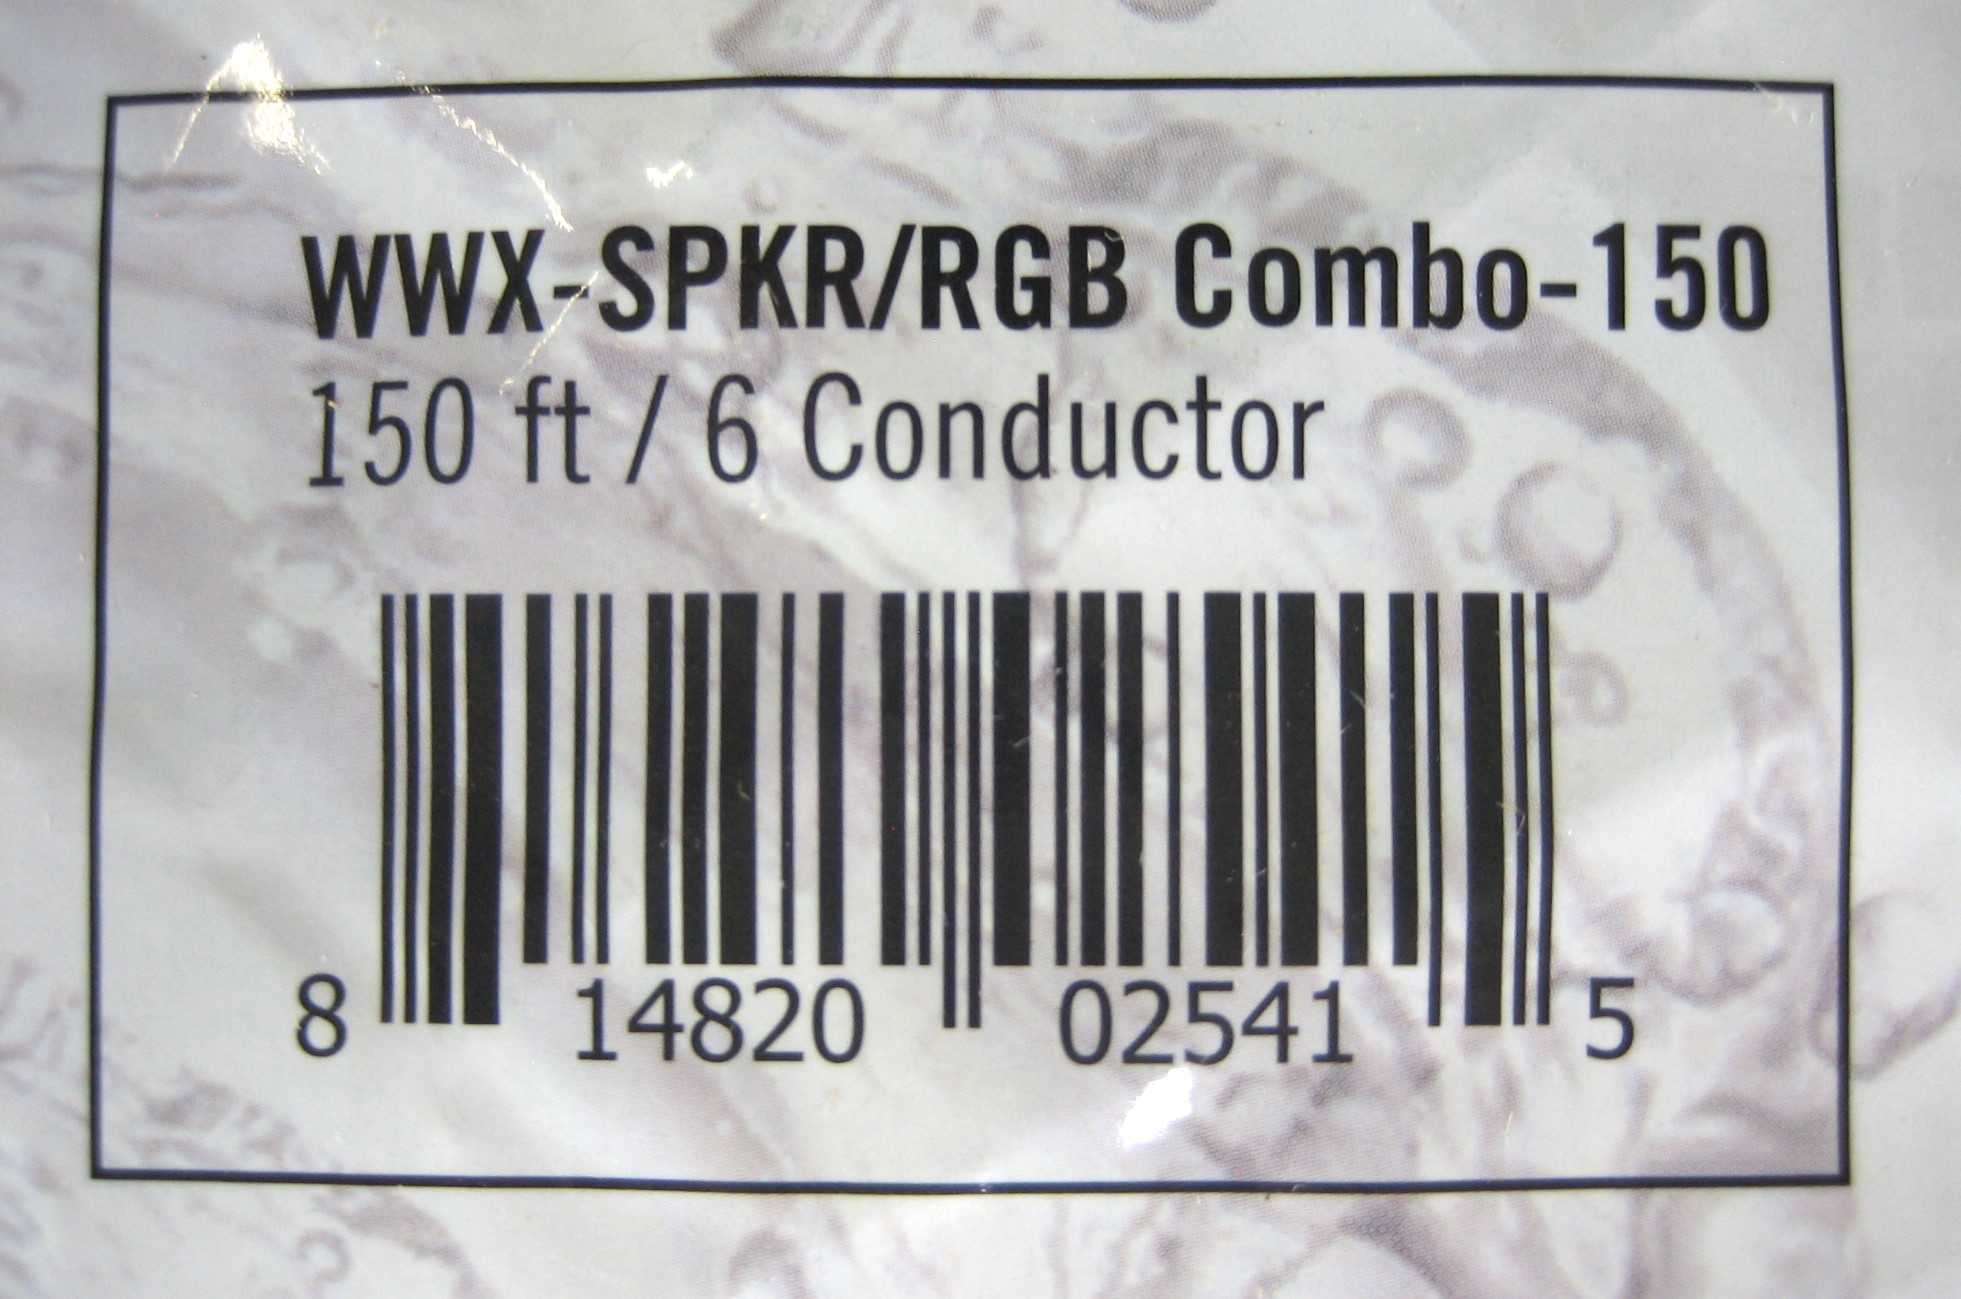 WWX-SPKR/RGB Combo-150
150 ft / 6 Conductor
8 14820 02541 5